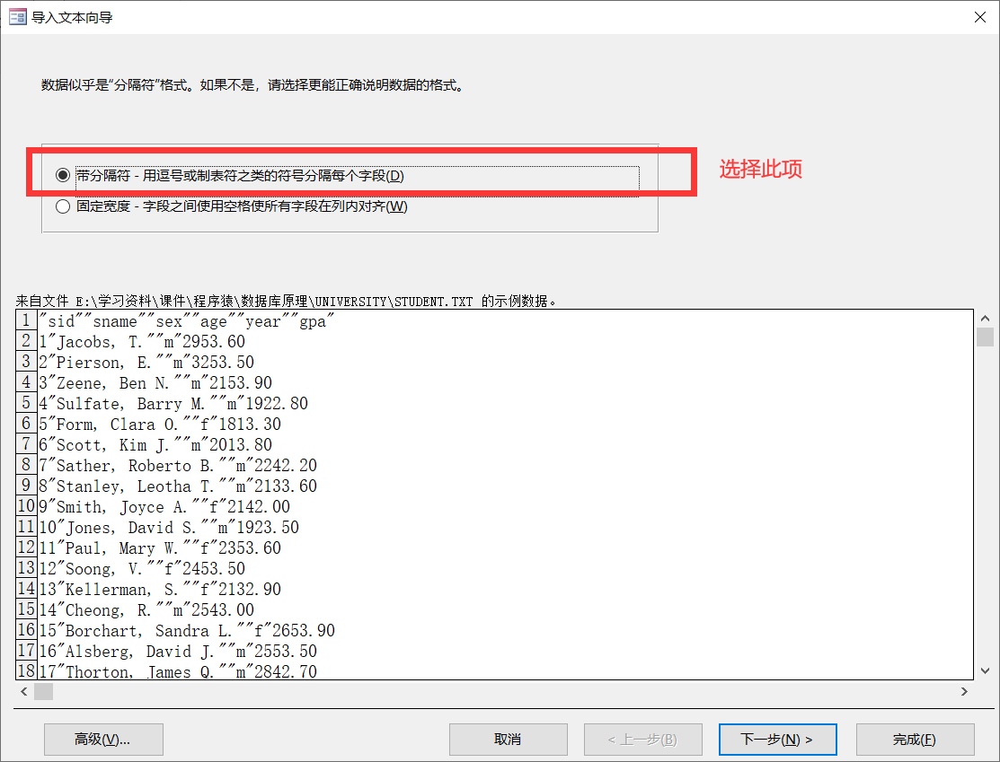 导入文本向导
数据似乎是“分隔符”格式。如果不是，请选择更能正确说明数据的格式。
带分隔符 - 用逗号或制表符之类的符号分隔每个字段(D)
选择此项
固定宽度 - 字段之间使用空格使所有字段在列内对齐(W)
来自文件 E:\学习资料\课件\程序猿\数据库原理\UNIVERSITY\STUDENT.TXT 的示例数据。
1 "sid""sname""sex""age""year""gpa"
2 1"Jacobs, T.""m"2953.60
3 2"Pierson, E.""m"3253.50
4 3"Zeene, Ben N.""m"2153.90
5 4"Sulfate, Barry M.""m"1922.80
6 5"Form, Clara O.""f"1813.30
7 6"Scott, Kim J.""m"2013.80
8 7"Sather, Roberto B.""m"2242.20
9 8"Stanley, Leotha T.""m"2133.60
10 9"Smith, Joyce A.""f"2142.00
11 10"Jones, David S.""m"1923.50
12 11"Paul, Mary W.""f"2353.60
13 12"Soong, V.""f"2453.50
14 13"Kellerman, S.""f"2132.90
15 14"Cheong, R.""m"2543.00
16 15"Borchart, Sandra L.""f"2653.90
17 16"Alsberg, David J.""m"2553.50
18 17"Thorton, James Q.""m"2842.70
高级(V)... 取消 < 上一步(B) 下一步(N) > 完成(F)